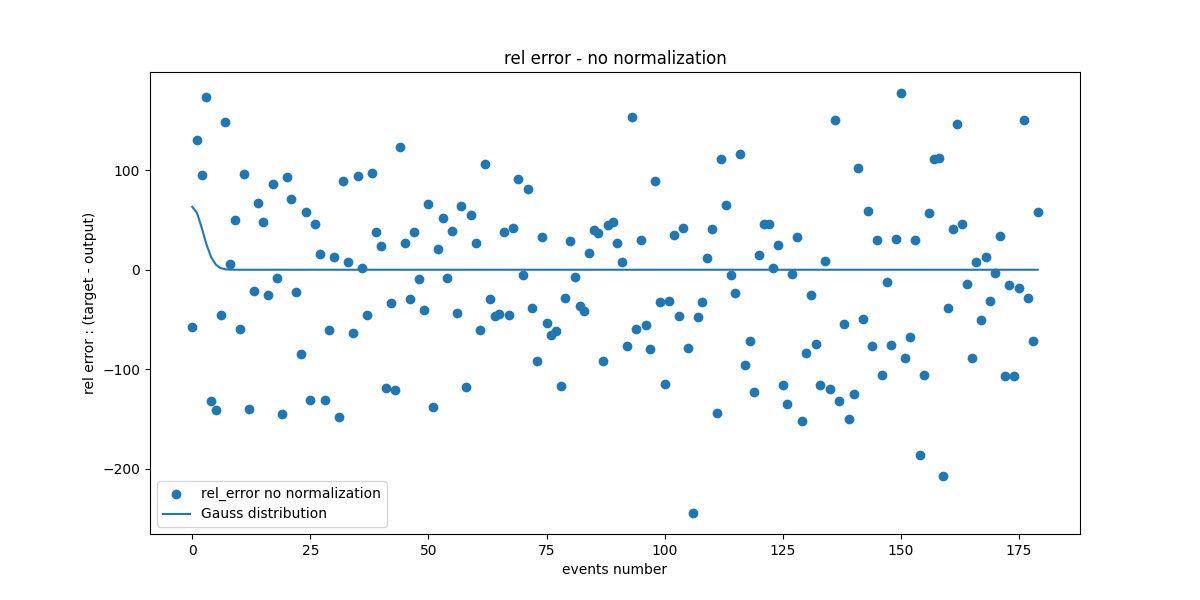 rel error - no normalization
rel error : (target - output)
100
0
−100
−200
rel_error no normalization
Gauss distribution
0 25 50 75 100 125 150 175
events number